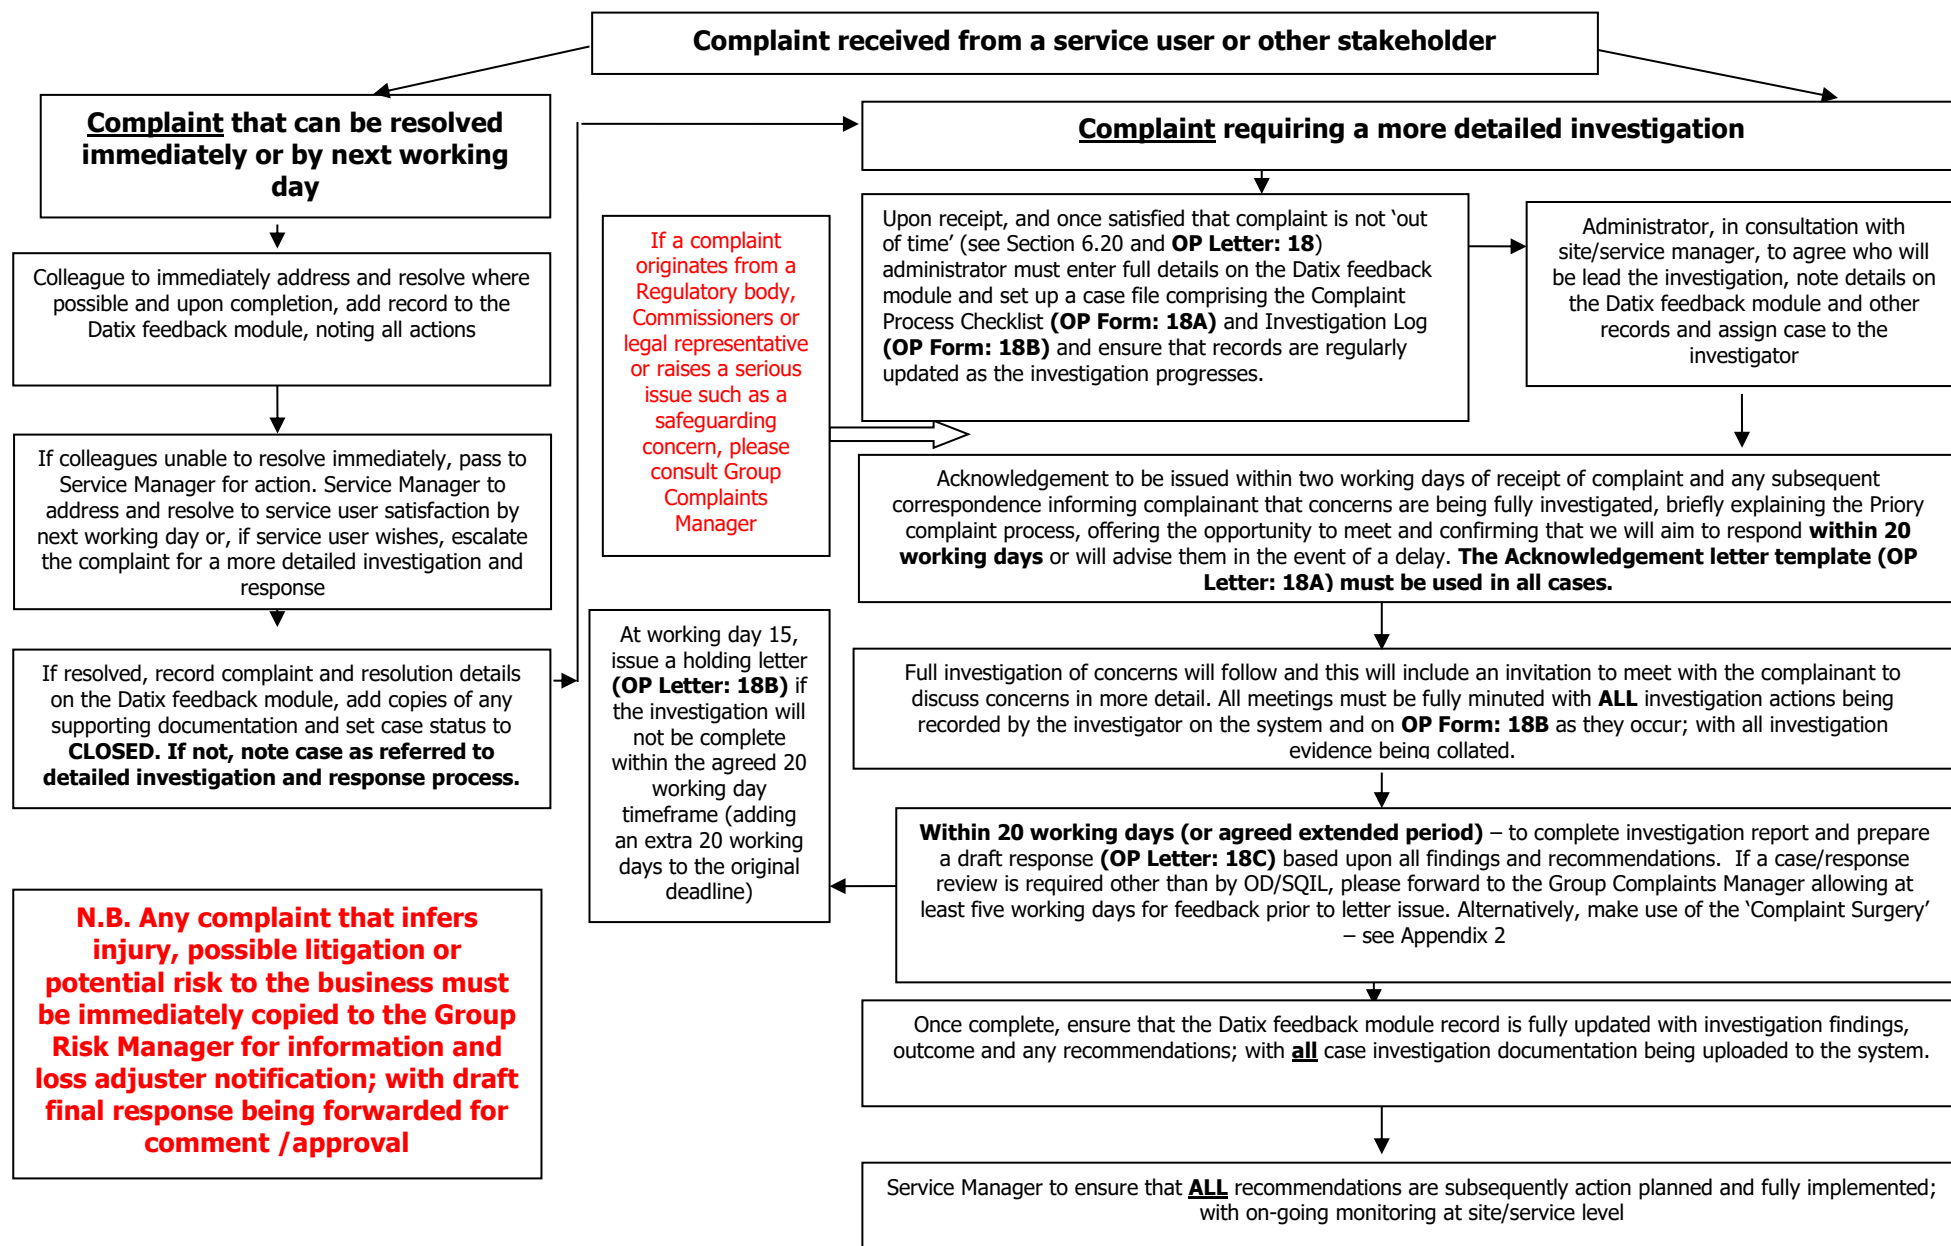 Complaint received from a service user or other stakeholder
Complaint that can be resolved
immediately or by next working
day
Colleague to immediately address and resolve where
possible and upon completion, add record to the
Datix feedback module, noting all actions
If colleagues unable to resolve immediately, pass to
Service Manager for action. Service Manager to
address and resolve to service user satisfaction by
next working day or, if service user wishes, escalate
the complaint for a more detailed investigation and
response
If resolved, record complaint and resolution details
on the Datix feedback module, add copies of any
supporting documentation and set case status to
CLOSED. If not, note case as referred to
detailed investigation and response process.
N.B. Any complaint that infers
injury, possible litigation or
potential risk to the business must
be immediately copied to the Group
Risk Manager for information and
loss adjuster notification; with draft
final response being forwarded for
comment /approval
If a complaint
originates from a
Regulatory body,
Commissioners or
legal representative
or raises a serious
issue such as a
safeguarding
concern, please
consult Group
Complaints
Manager
At working day 15,
issue a holding letter
(OP Letter: 18B) if
the investigation will
not be complete
within the agreed 20
working day
timeframe (adding
an extra 20 working
days to the original
deadline)
Complaint requiring a more detailed investigation
Upon receipt, and once satisfied that complaint is not ‘out
of time’ (see Section 6.20 and OP Letter: 18)
administrator must enter full details on the Datix feedback
module and set up a case file comprising the Complaint
Process Checklist (OP Form: 18A) and Investigation Log
(OP Form: 18B) and ensure that records are regularly
updated as the investigation progresses.
Administrator, in consultation with
site/service manager, to agree who will
be lead the investigation, note details on
the Datix feedback module and other
records and assign case to the
investigator
Acknowledgement to be issued within two working days of receipt of complaint and any subsequent
correspondence informing complainant that concerns are being fully investigated, briefly explaining the Priory
complaint process, offering the opportunity to meet and confirming that we will aim to respond within 20
working days or will advise them in the event of a delay. The Acknowledgement letter template (OP
Letter: 18A) must be used in all cases.
Full investigation of concerns will follow and this will include an invitation to meet with the complainant to
discuss concerns in more detail. All meetings must be fully minuted with ALL investigation actions being
recorded by the investigator on the system and on OP Form: 18B as they occur; with all investigation
evidence being collated.
Within 20 working days (or agreed extended period) – to complete investigation report and prepare
a draft response (OP Letter: 18C) based upon all findings and recommendations. If a case/response
review is required other than by OD/SQIL, please forward to the Group Complaints Manager allowing at
least five working days for feedback prior to letter issue. Alternatively, make use of the ‘Complaint Surgery’
– see Appendix 2
Once complete, ensure that the Datix feedback module record is fully updated with investigation findings,
outcome and any recommendations; with all case investigation documentation being uploaded to the system.
Service Manager to ensure that ALL recommendations are subsequently action planned and fully implemented;
with on-going monitoring at site/service level